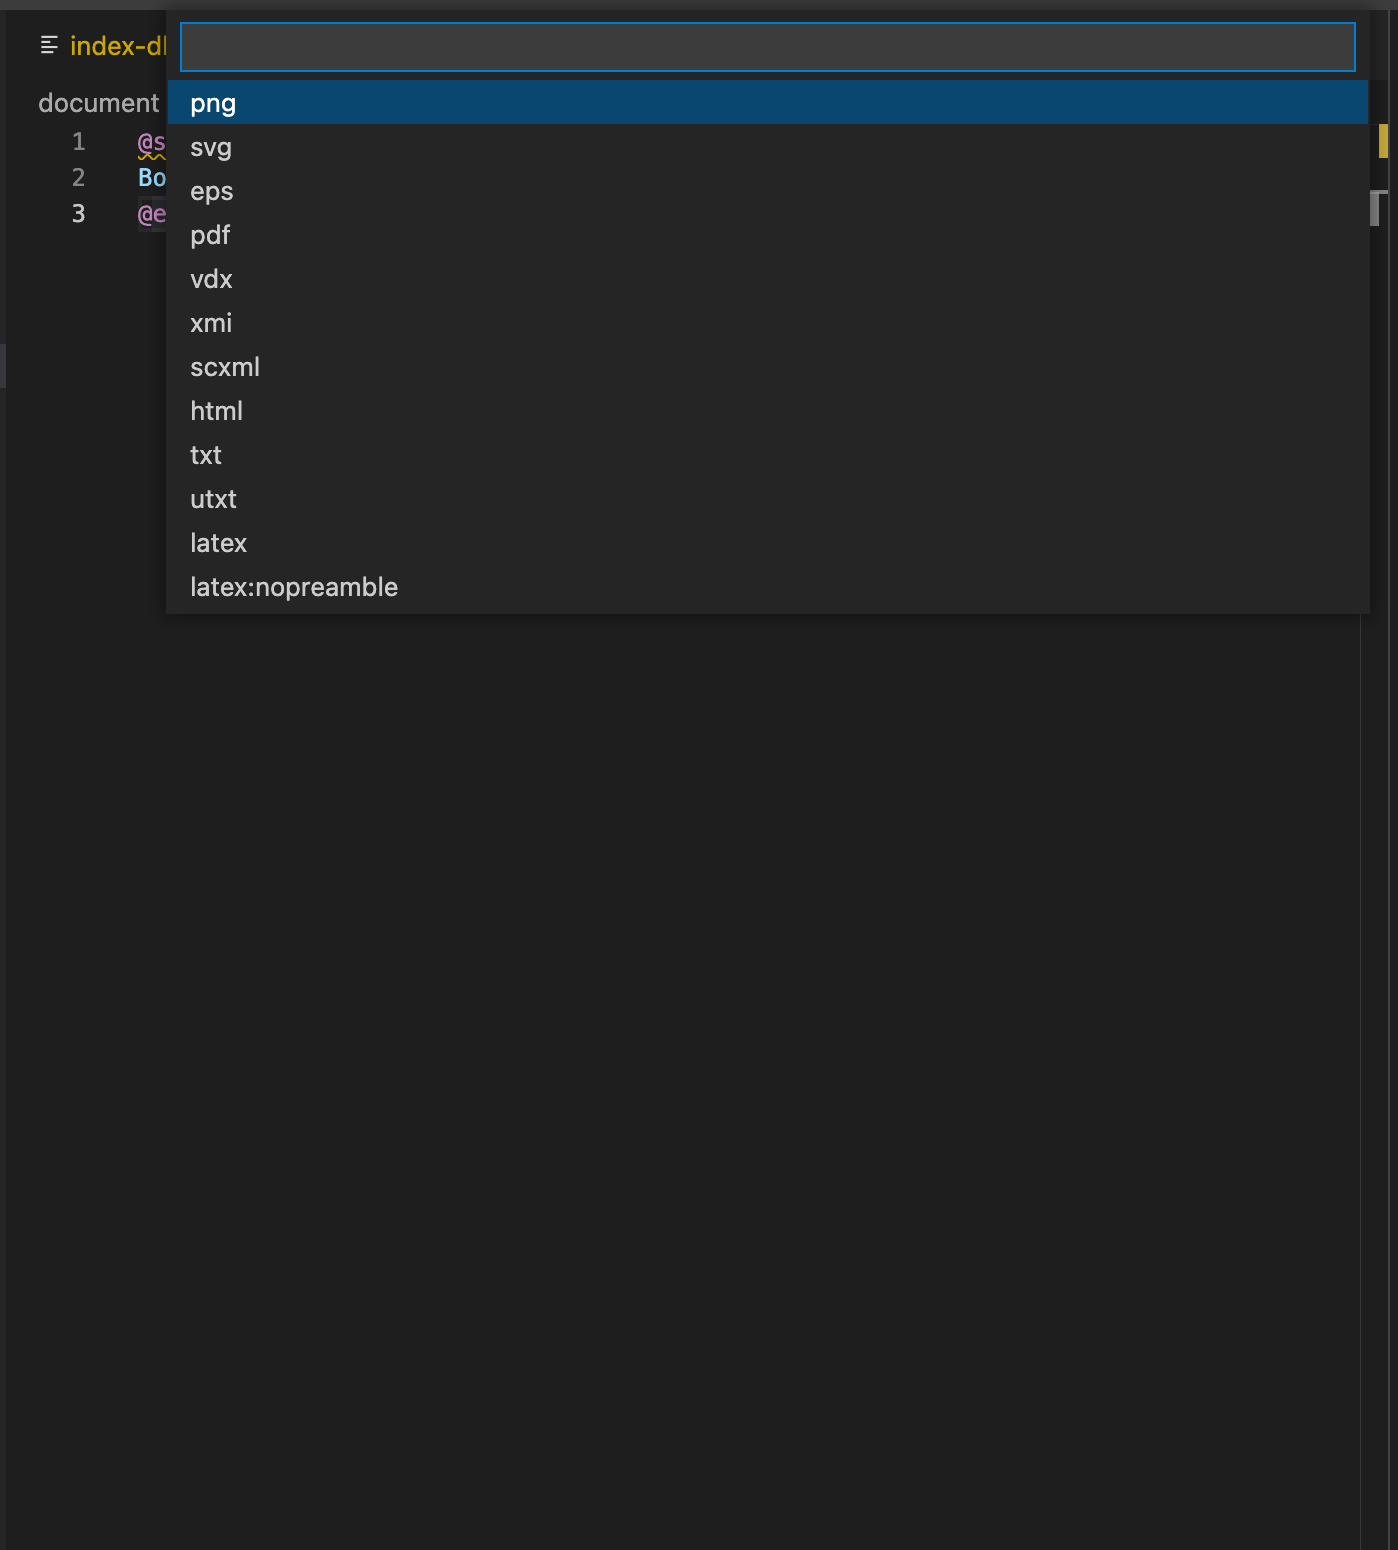 index-d
document
1 @s
2 Bo
3 @e
png
svg
eps
pdf
vdx
xmi
scxml
html
txt
utxt
latex
latex:nopreamble